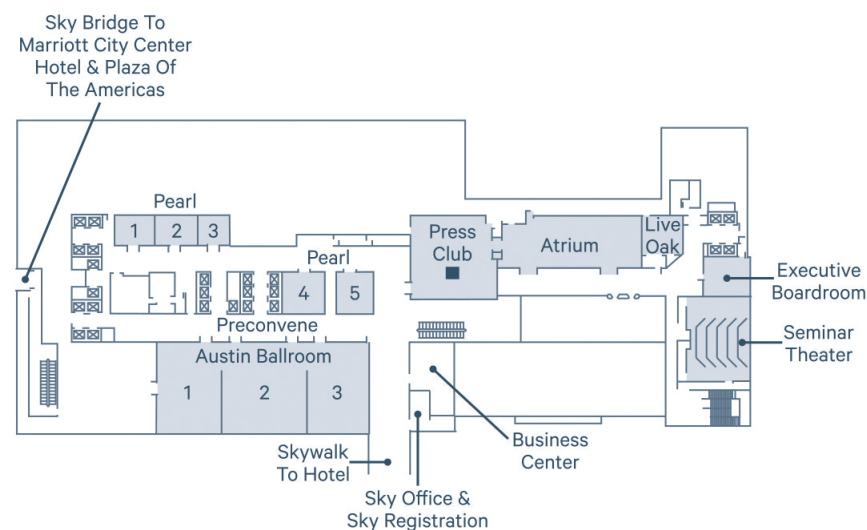 Sky Bridge To
Marriott City Center
Hotel & Plaza Of
The Americas
Pearl
1
2
3
Press
Club
Atrium
Live
Oak
Pearl
4
5
Executive
Boardroom
Preconvene
Seminar
Theater
Austin Ballroom
1
2
3
Skywalk
To Hotel
Business
Center
Sky Office &
Sky Registration